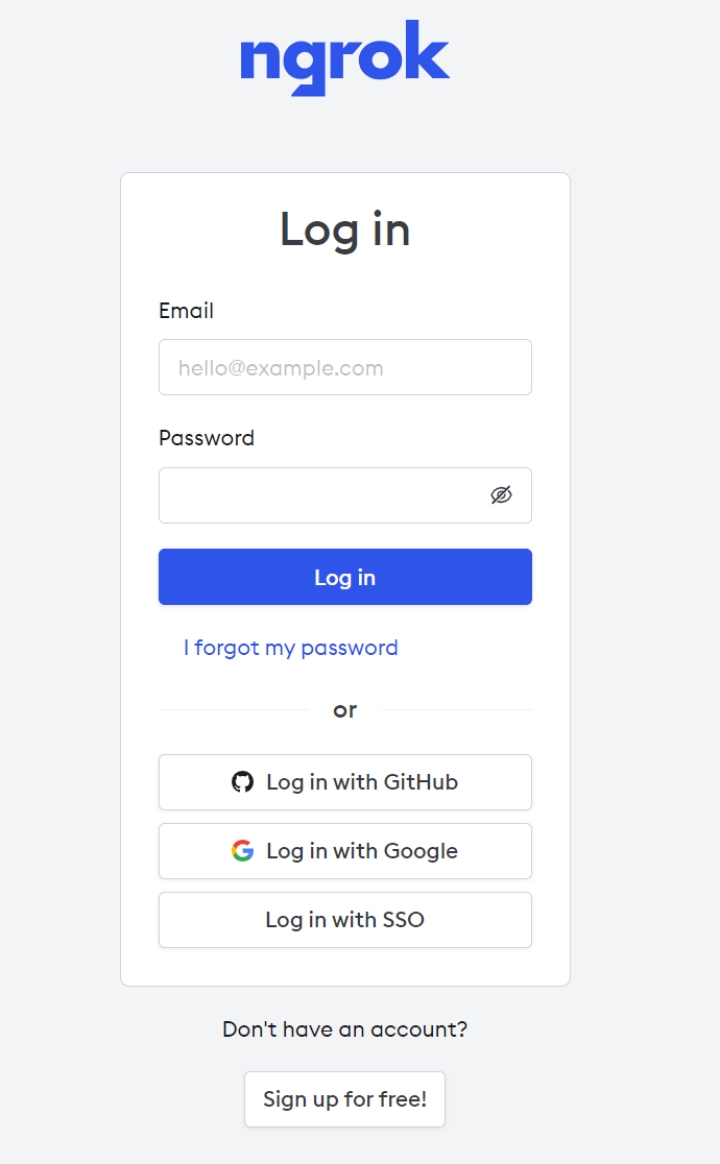 ngrok
Log in
Email
hello@example.com
Password
Log in
I forgot my password
or
Log in with GitHub
Log in with Google
Log in with SSO
Don't have an account?
Sign up for free!